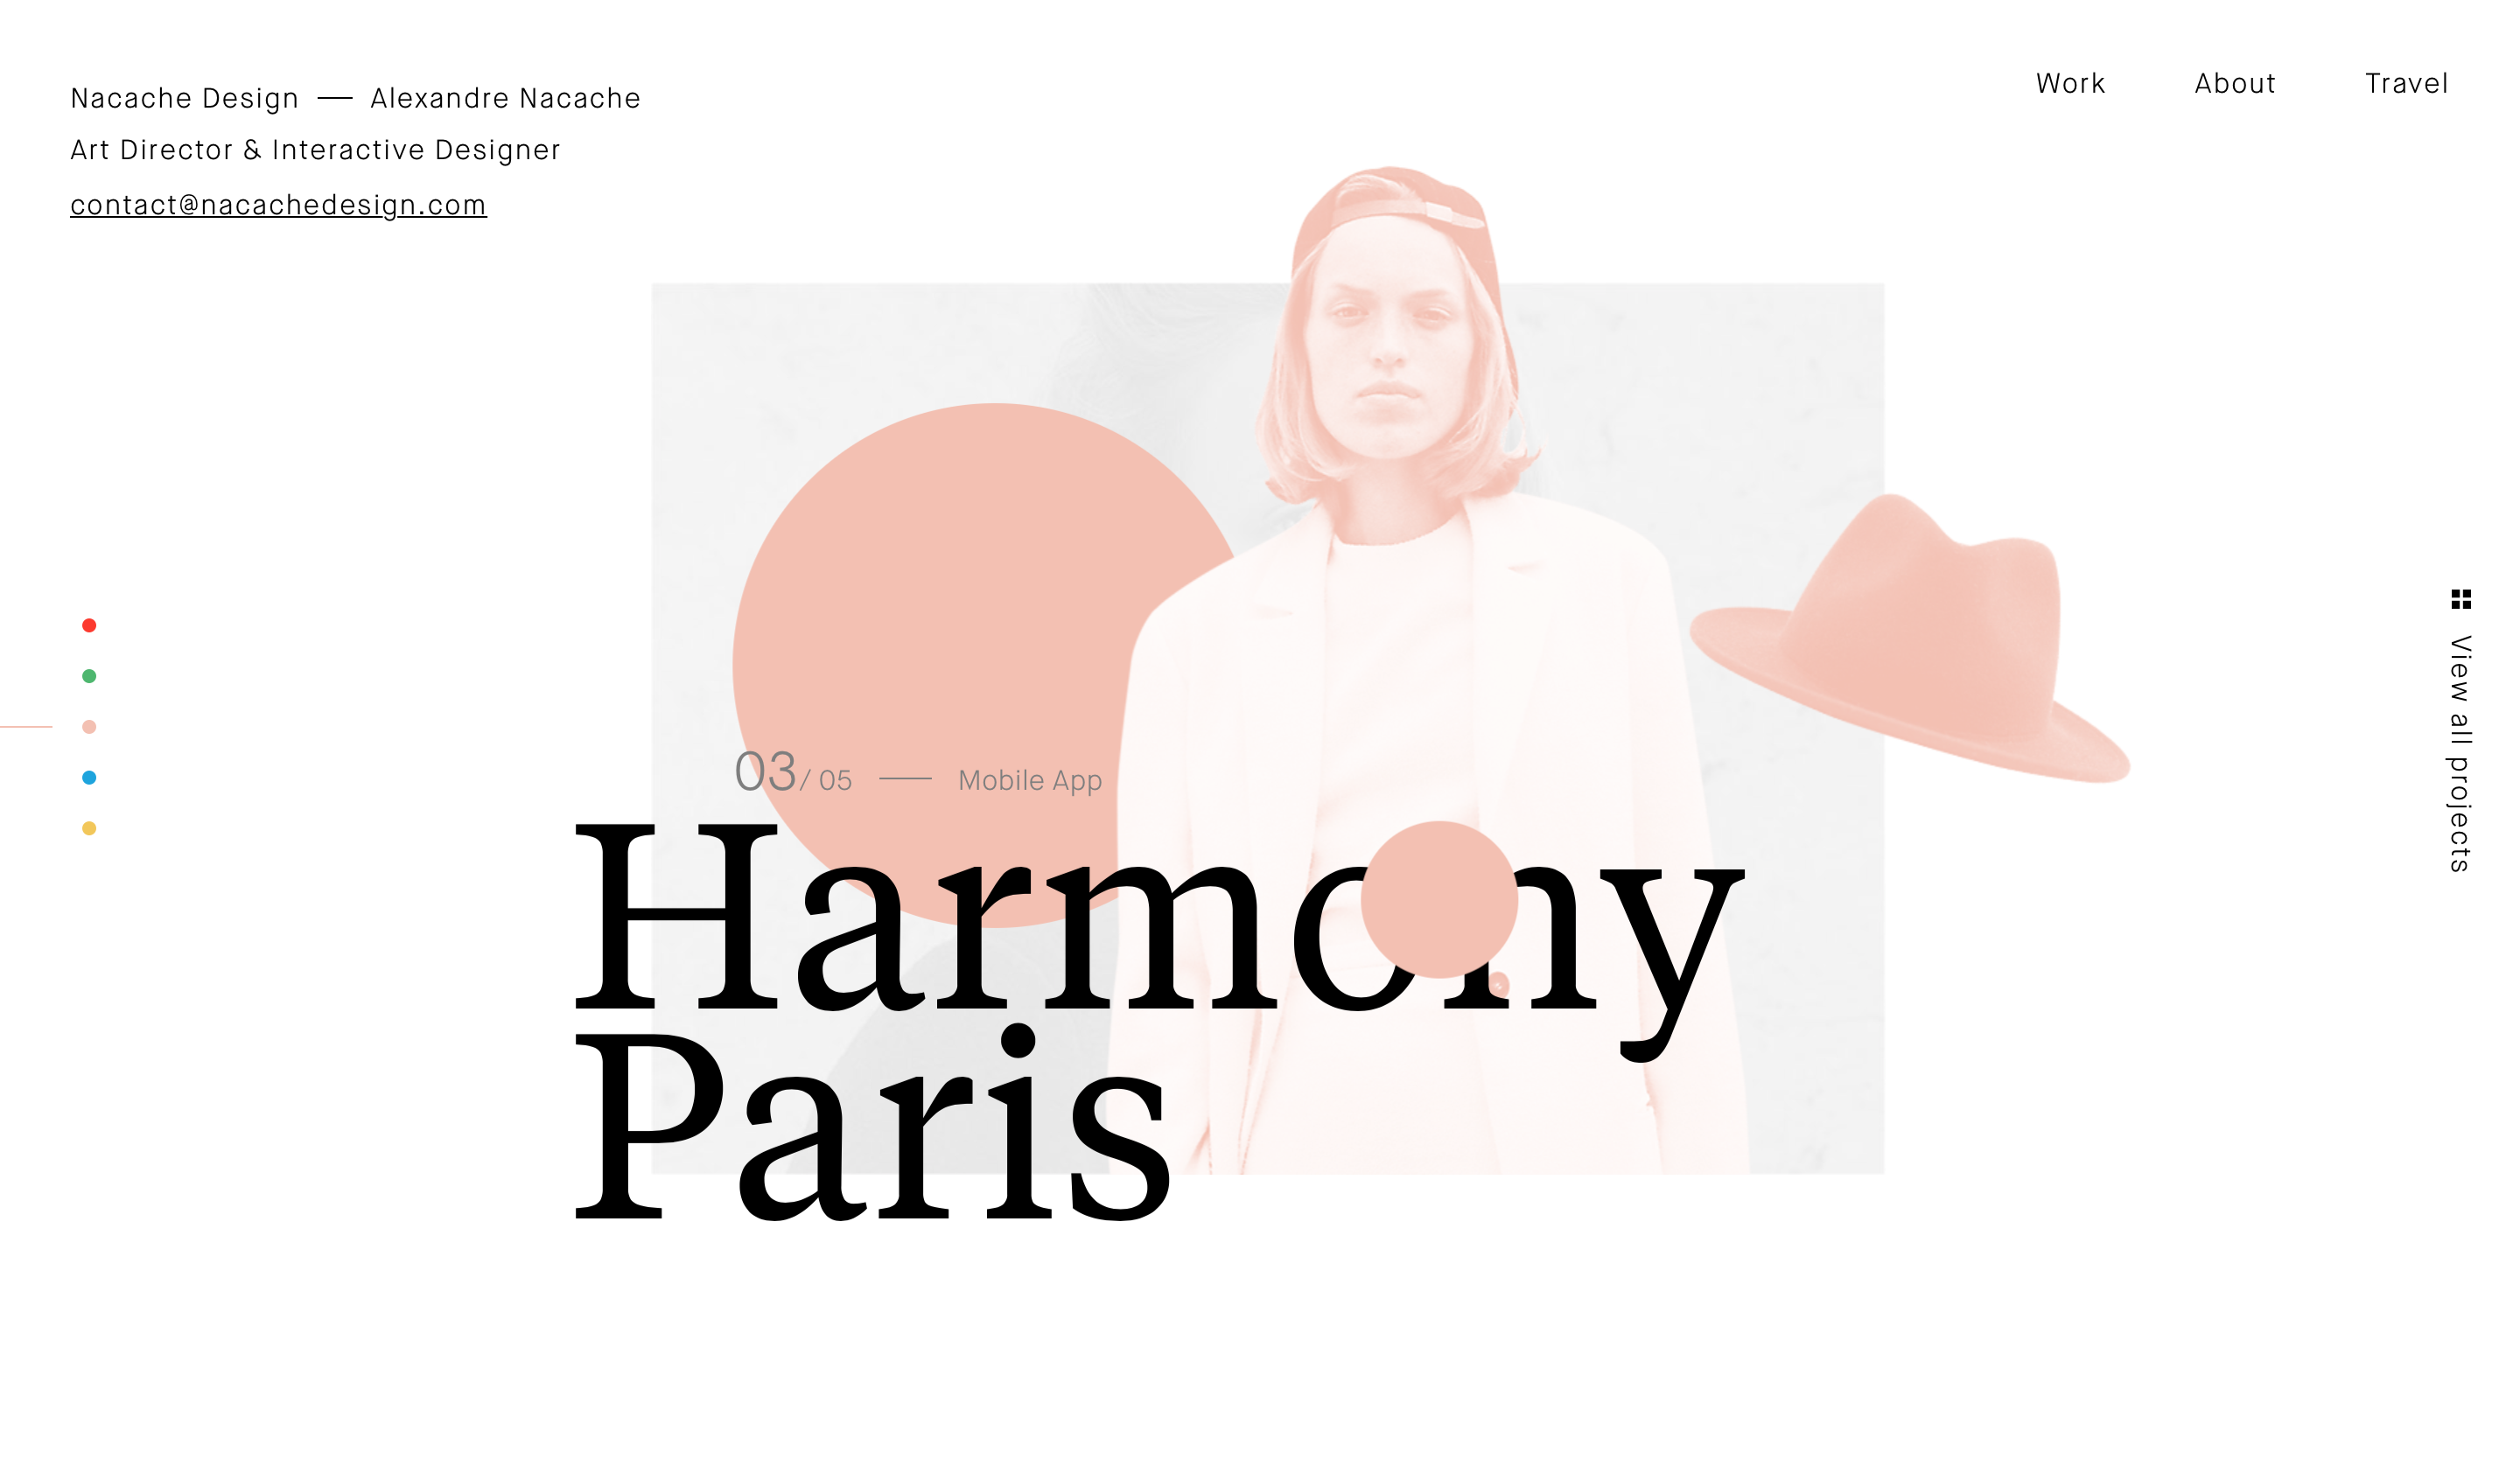 Nacache Design — Alexandre Nacache
Art Director & Interactive Designer
contact@nacachedesign.com
Work
About
Travel
03/ 05 — Mobile App
Harmony
Paris
View all projects